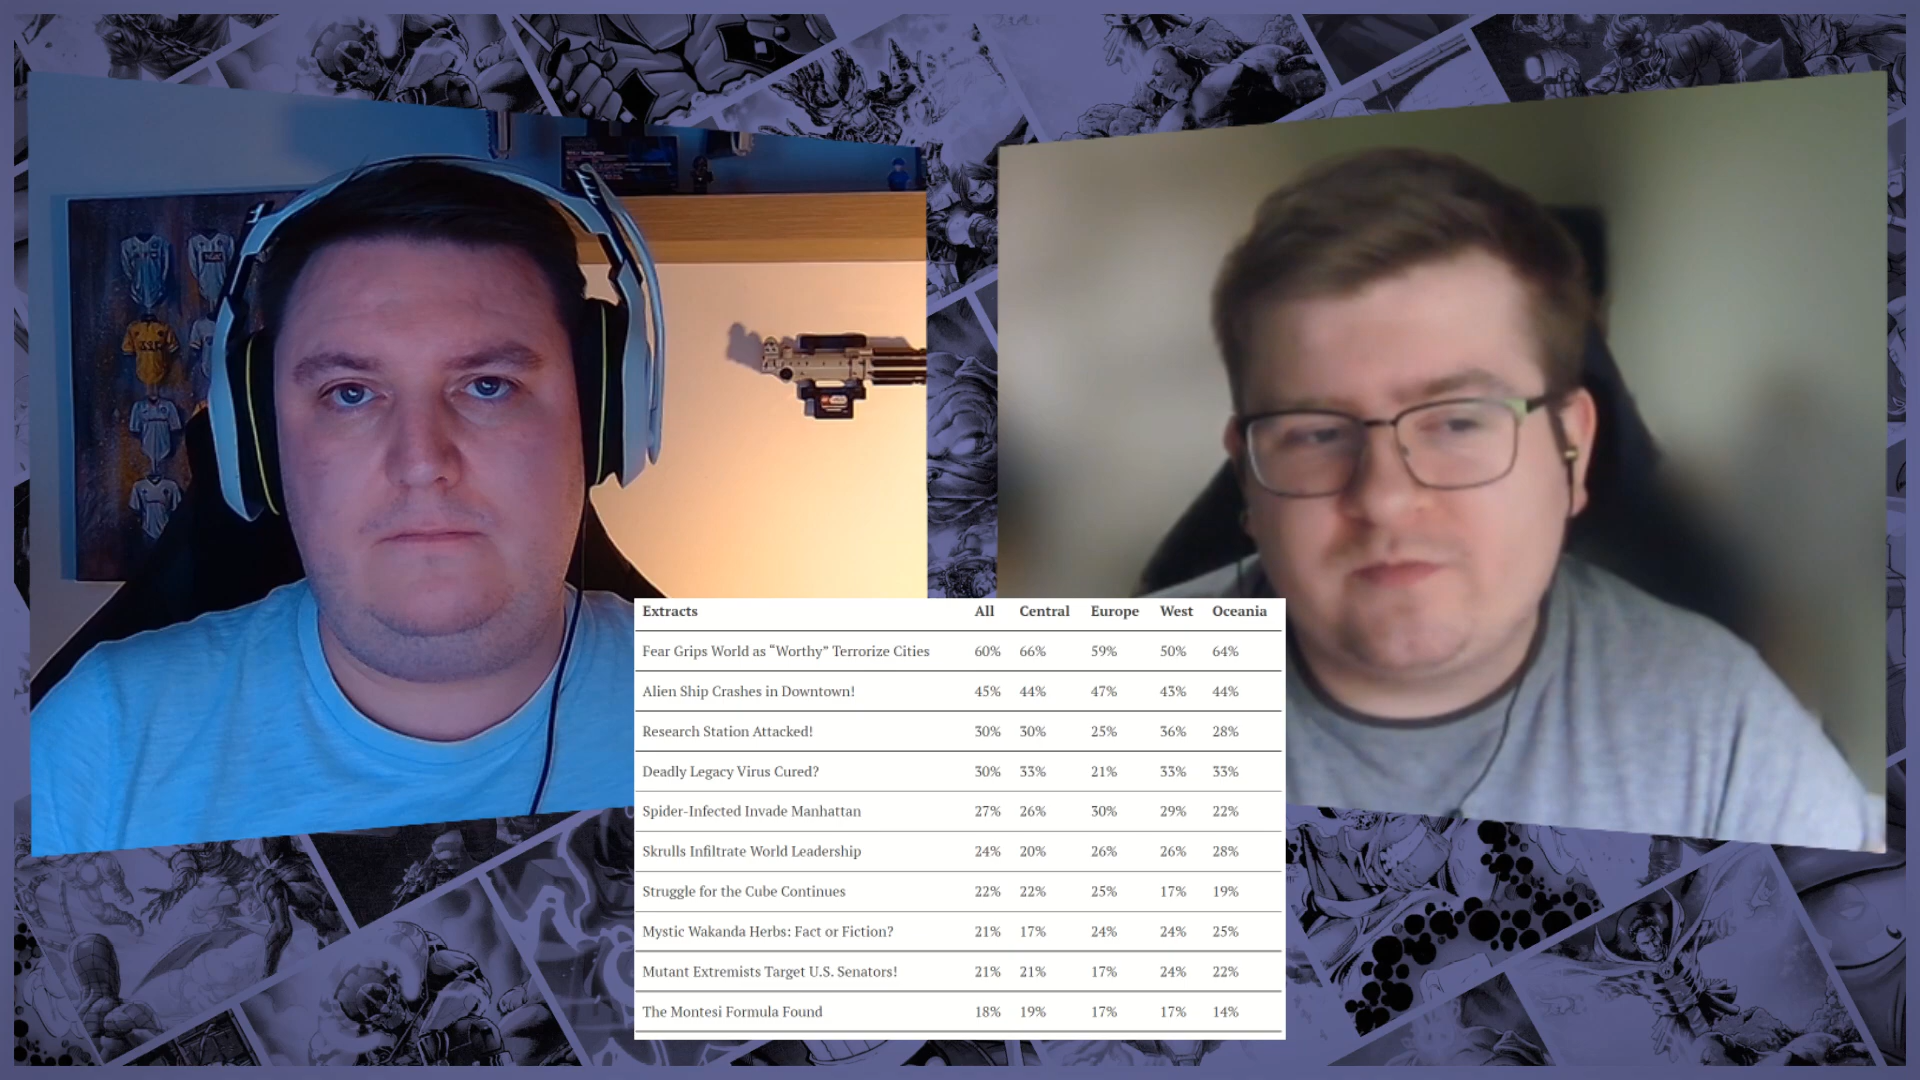 Extracts All Central Europe West Oceania
Fear Grips World as “Worthy” Terrorize Cities 60% 66% 59% 50% 64%
Alien Ship Crashes in Downtown! 45% 44% 47% 43% 44%
Research Station Attacked! 30% 30% 25% 36% 28%
Deadly Legacy Virus Cured? 30% 33% 21% 33% 33%
Spider-Infected Invade Manhattan 27% 26% 30% 29% 22%
Skrulls Infiltrate World Leadership 24% 20% 26% 26% 28%
Struggle for the Cube Continues 22% 22% 25% 17% 19%
Mystic Wakanda Herbs: Fact or Fiction? 21% 17% 24% 24% 25%
Mutant Extremists Target U.S. Senators! 21% 21% 17% 24% 22%
The Montesi Formula Found 18% 19% 17% 17% 14%